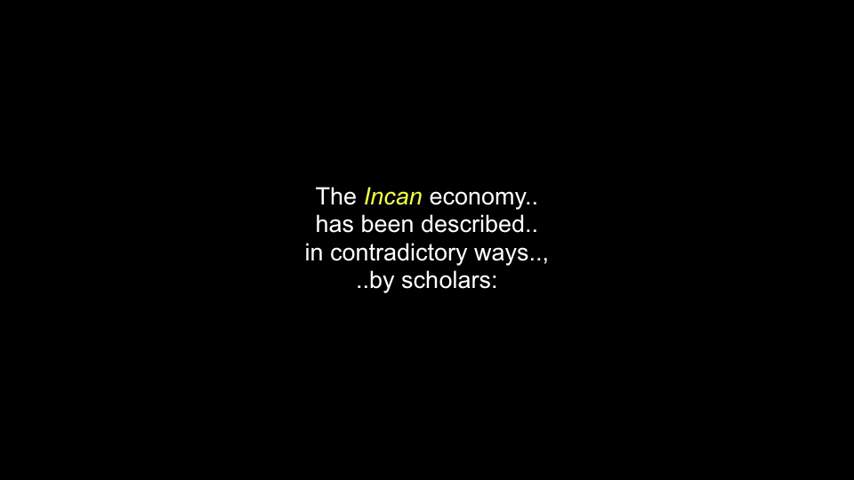 The Incan economy..
has been described..
in contradictory ways..,
..by scholars: